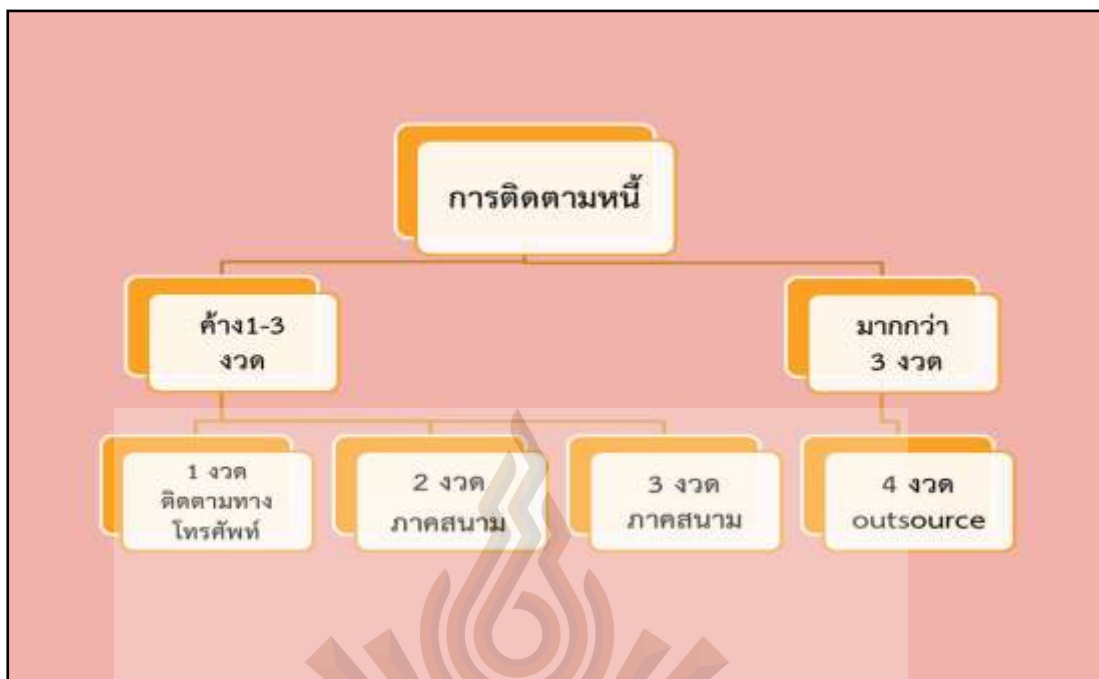 การติดตามหนี้
ค้าง1-3
งวด
มากกว่า
3 งวด
1 งวด
ติดตามทาง
โทรศัพท์
2 งวด
ภาคสนาม
3 งวด
ภาคสนาม
4 งวด
outsource